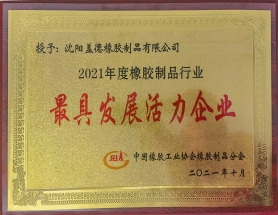 授予：沈阳盖德橡胶制品有限公司
2021年度橡胶制品行业
最具发展活力企业
RIA 中国橡胶工业协会橡胶制品分会
二〇二一年十月